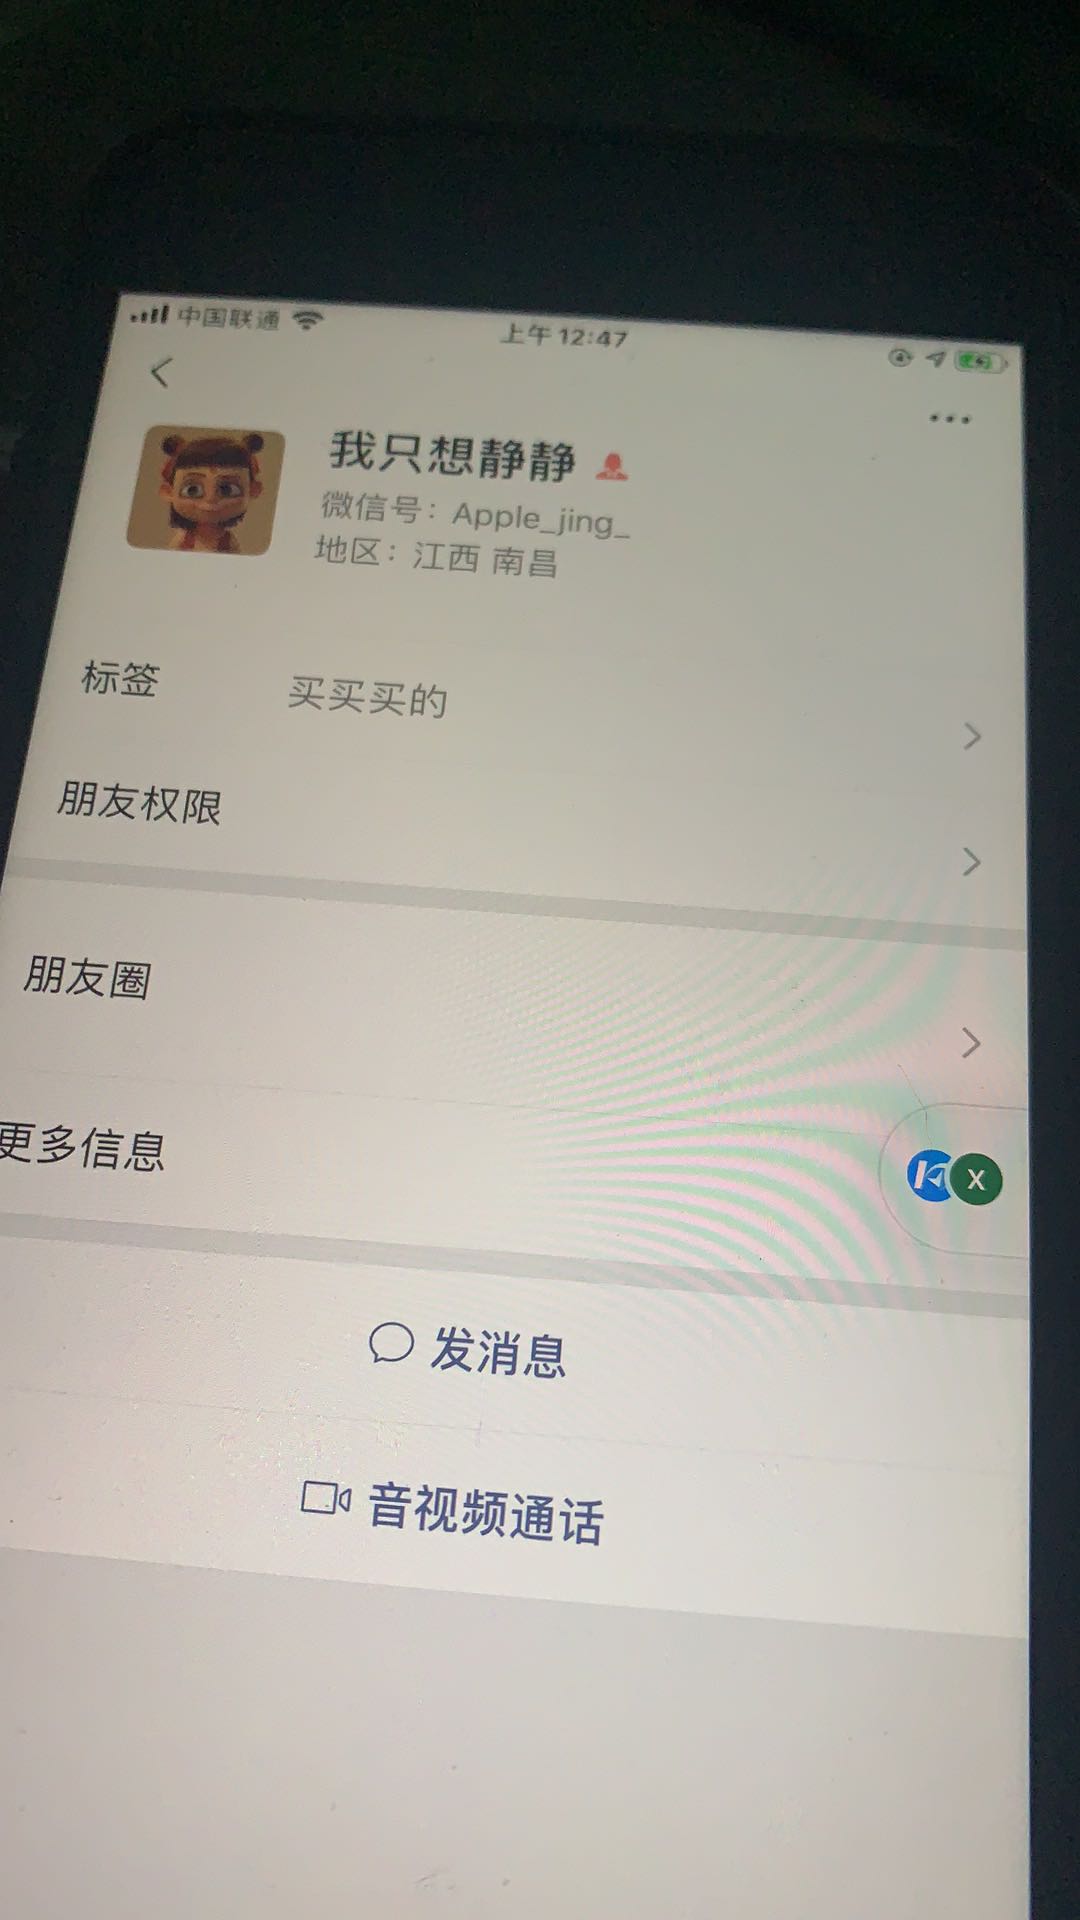 中国联通
上午12:47
我只想静静
微信号：Apple_jing_
地区：江西 南昌
标签 买买买的
朋友权限
朋友圈
更多信息
X
发消息
音视频通话